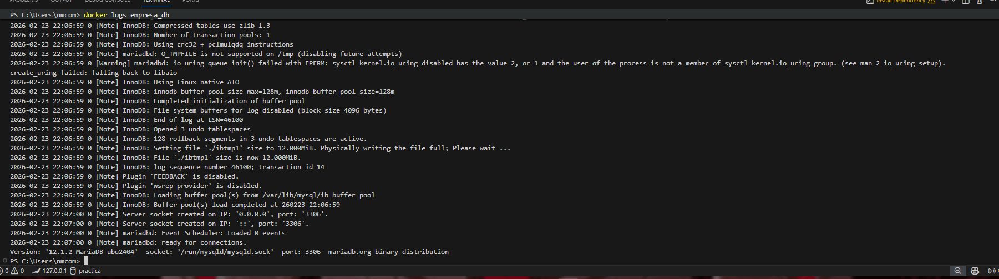 PROBLEMS OUTPUT DEBUG CONSOLE TERMINAL PORTS
Install Dependency
PS C:\Users\nmcom> docker logs empresa_db
2026-02-23 22:06:59 0 [Note] InnoDB: Compressed tables use zlib 1.3
2026-02-23 22:06:59 0 [Note] InnoDB: Number of transaction pools: 1
2026-02-23 22:06:59 0 [Note] InnoDB: Using crc32 + pclmulqdq instructions
2026-02-23 22:06:59 0 [Note] mariadbd: O_TMPFILE is not supported on /tmp (disabling future attempts)
2026-02-23 22:06:59 0 [Warning] mariadbd: io_uring_queue_init() failed with EPERM: sysctl kernel.io_uring_disabled has the value 2, or 1 and the user of the process is not a member of sysctl kernel.io_uring_group. (see man 2 io_uring_setup).
create_uring failed: falling back to libaio
2026-02-23 22:06:59 0 [Note] InnoDB: Using Linux native AIO
2026-02-23 22:06:59 0 [Note] InnoDB: innodb_buffer_pool_size_max=128m, innodb_buffer_pool_size=128m
2026-02-23 22:06:59 0 [Note] InnoDB: Completed initialization of buffer pool
2026-02-23 22:06:59 0 [Note] InnoDB: File system buffers for log disabled (block size=4096 bytes)
2026-02-23 22:06:59 0 [Note] InnoDB: End of log at LSN=46100
2026-02-23 22:06:59 0 [Note] InnoDB: Opened 3 undo tablespaces
2026-02-23 22:06:59 0 [Note] InnoDB: 128 rollback segments in 3 undo tablespaces are active.
2026-02-23 22:06:59 0 [Note] InnoDB: Setting file './ibtmp1' size to 12.000MiB. Physically writing the file full; Please wait ...
2026-02-23 22:06:59 0 [Note] InnoDB: File './ibtmp1' size is now 12.000MiB.
2026-02-23 22:06:59 0 [Note] InnoDB: log sequence number 46100; transaction id 14
2026-02-23 22:06:59 0 [Note] Plugin 'FEEDBACK' is disabled.
2026-02-23 22:06:59 0 [Note] Plugin 'wsrep-provider' is disabled.
2026-02-23 22:06:59 0 [Note] InnoDB: Loading buffer pool(s) from /var/lib/mysql/ib_buffer_pool
2026-02-23 22:06:59 0 [Note] InnoDB: Buffer pool(s) load completed at 260223 22:06:59
2026-02-23 22:07:00 0 [Note] Server socket created on IP: '0.0.0.0', port: '3306'.
2026-02-23 22:07:00 0 [Note] Server socket created on IP: '::', port: '3306'.
2026-02-23 22:07:00 0 [Note] mariadbd: Event Scheduler: Loaded 0 events
2026-02-23 22:07:00 0 [Note] mariadbd: ready for connections.
Version: '12.1.2-MariaDB-ubu2404'  socket: '/run/mysqld/mysqld.sock'  port: 3306  mariadb.org binary distribution
PS C:\Users\nmcom>
0 0 127.0.0.1 practica